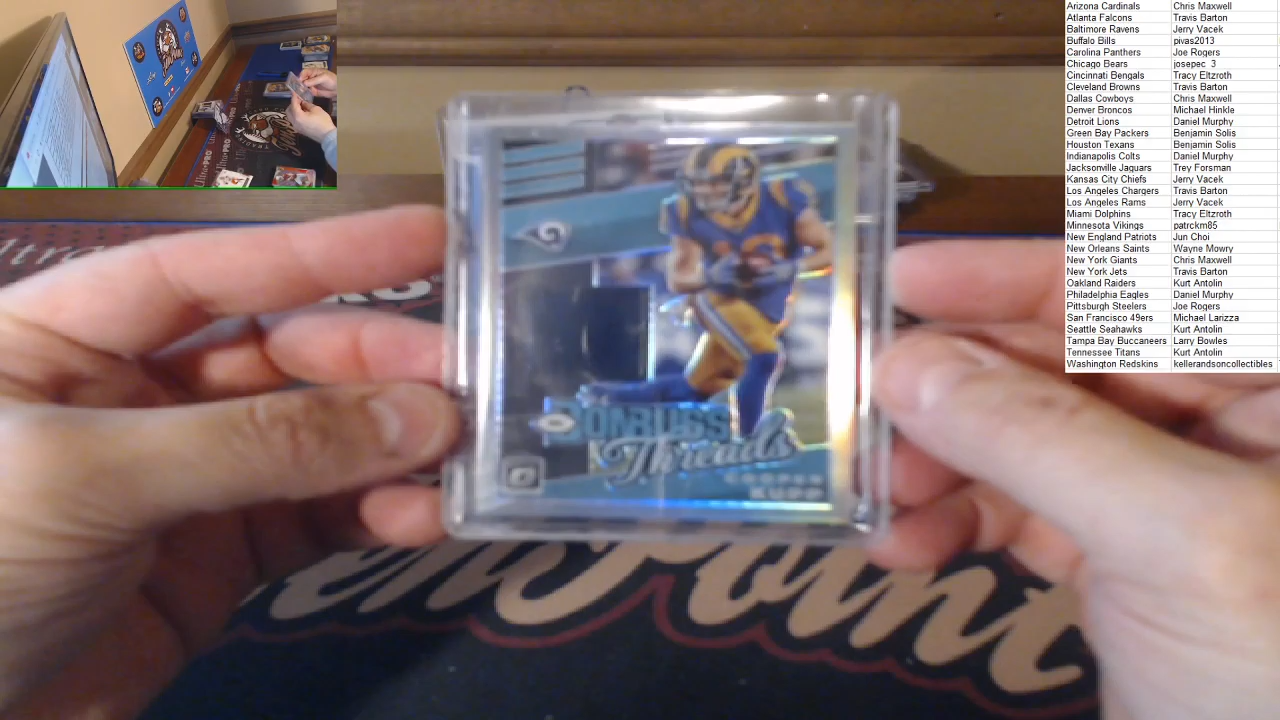 Arizona Cardinals Chris Maxwell
Atlanta Falcons Travis Barton
Baltimore Ravens Jerry Vacek
Buffalo Bills pivas2013
Carolina Panthers Joe Rogers
Chicago Bears josepec_3
Cincinnati Bengals Tracy Eltzroth
Cleveland Browns Travis Barton
Dallas Cowboys Chris Maxwell
Denver Broncos Michael Hinkle
Detroit Lions Daniel Murphy
Green Bay Packers Benjamin Solis
Houston Texans Benjamin Solis
Indianapolis Colts Daniel Murphy
Jacksonville Jaguars Trey Forsman
Kansas City Chiefs Jerry Vacek
Los Angeles Chargers Travis Barton
Los Angeles Rams Jerry Vacek
Miami Dolphins Tracy Eltzroth
Minnesota Vikings patrckm85
New England Patriots Jun Choi
New Orleans Saints Wayne Mowry
New York Giants Chris Maxwell
New York Jets Travis Barton
Oakland Raiders Kurt Antolin
Philadelphia Eagles Daniel Murphy
Pittsburgh Steelers Joe Rogers
San Francisco 49ers Michael Larizza
Seattle Seahawks Kurt Antolin
Tampa Bay Buccaneers Larry Bowles
Tennessee Titans Kurt Antolin
Washington Redskins kellerandsoncollectibles
DONRUSS
Threads
COOPER
KUPP